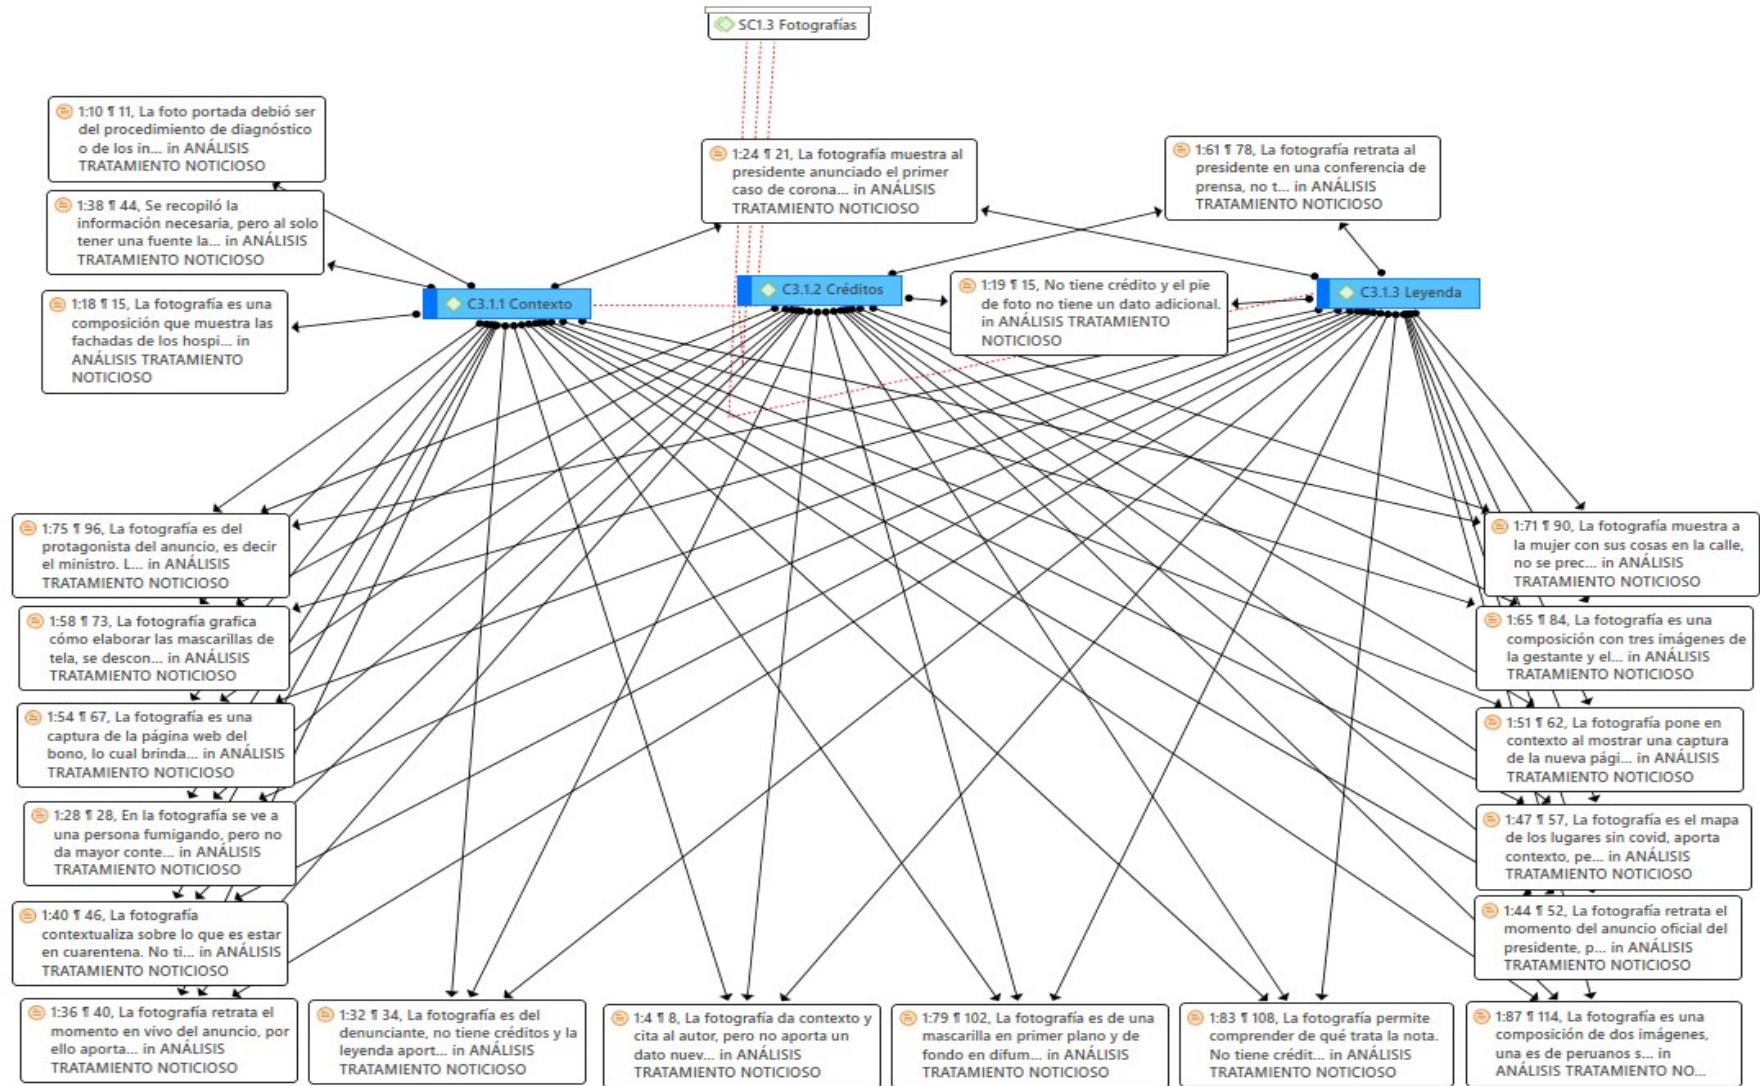 SC1.3 Fotografías
1:10 ¶ 11, La foto portada debió ser
del procedimiento de diagnóstico
o de los in... in ANÁLISIS
TRATAMIENTO NOTICIOSO
1:38 ¶ 44, Se recopiló la
información necesaria, pero al solo
tener una fuente la... in ANÁLISIS
TRATAMIENTO NOTICIOSO
1:18 ¶ 15, La fotografía es una
composición que muestra las
fachadas de los hospi... in
ANÁLISIS TRATAMIENTO
NOTICIOSO
1:24 ¶ 21, La fotografía muestra al
presidente anunciado el primer
caso de corona... in ANÁLISIS
TRATAMIENTO NOTICIOSO
1:61 ¶ 78, La fotografía retrata al
presidente en una conferencia de
prensa, no t... in ANÁLISIS
TRATAMIENTO NOTICIOSO
C3.1.1 Contexto
C3.1.2 Créditos
1:19 ¶ 15, No tiene crédito y el pie
de foto no tiene un dato adicional.
in ANÁLISIS TRATAMIENTO
NOTICIOSO
C3.1.3 Leyenda
1:75 ¶ 96, La fotografía es del
protagonista del anuncio, es decir
el ministro. L... in ANÁLISIS
TRATAMIENTO NOTICIOSO
1:58 ¶ 73, La fotografía grafica
cómo elaborar las mascarillas de
tela, se descon... in ANÁLISIS
TRATAMIENTO NOTICIOSO
1:54 ¶ 67, La fotografía es una
captura de la página web del
bono, lo cual brinda... in ANÁLISIS
TRATAMIENTO NOTICIOSO
1:28 ¶ 28, En la fotografía se ve a
una persona fumigando, pero no
da mayor conte... in ANÁLISIS
TRATAMIENTO NOTICIOSO
1:40 ¶ 46, La fotografía
contextualiza sobre lo que es estar
en cuarentena. No ti... in ANÁLISIS
TRATAMIENTO NOTICIOSO
1:36 ¶ 40, La fotografía retrata el
momento en vivo del anuncio, por
ello aporta... in ANÁLISIS
TRATAMIENTO NOTICIOSO
1:32 ¶ 34, La fotografía es del
denunciante, no tiene créditos y la
leyenda aport... in ANÁLISIS
TRATAMIENTO NOTICIOSO
1:4 ¶ 8, La fotografía da contexto y
cita al autor, pero no aporta un
dato nuev... in ANÁLISIS
TRATAMIENTO NOTICIOSO
1:79 ¶ 102, La fotografía es de una
mascarilla en primer plano y de
fondo en difum... in ANÁLISIS
TRATAMIENTO NOTICIOSO
1:83 ¶ 108, La fotografía permite
comprender de qué trata la nota.
No tiene crédit... in ANÁLISIS
TRATAMIENTO NOTICIOSO
1:71 ¶ 90, La fotografía muestra a
la mujer con sus cosas en la calle,
no se prec... in ANÁLISIS
TRATAMIENTO NOTICIOSO
1:65 ¶ 84, La fotografía es una
composición con tres imágenes de
la gestante y el... in ANÁLISIS
TRATAMIENTO NOTICIOSO
1:51 ¶ 62, La fotografía pone en
contexto al mostrar una captura
de la nueva pági... in ANÁLISIS
TRATAMIENTO NOTICIOSO
1:47 ¶ 57, La fotografía es el mapa
de los lugares sin covid, aporta
contexto, pe... in ANÁLISIS
TRATAMIENTO NOTICIOSO
1:44 ¶ 52, La fotografía retrata el
momento del anuncio oficial del
presidente, p... in ANÁLISIS
TRATAMIENTO NOTICIOSO
1:87 ¶ 114, La fotografía es una
composición de dos imágenes,
una es de peruanos s... in
ANÁLISIS TRATAMIENTO NO...